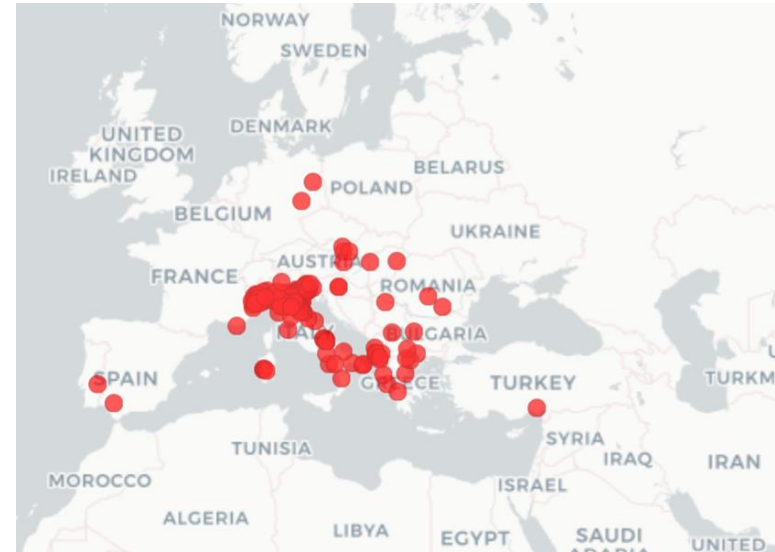 NORWAY
SWEDEN
DENMARK
UNITED
KINGDOM
IRELAND
BELARUS
POLAND
BELGIUM
UKRAINE
AUSTRIA
FRANCE
ROMANIA
ITALY
BULGARIA
SPAIN
GREECE
TURKEY
TURKM
SYRIA
TUNISIA
IRAQ
IRAN
MOROCCO
ISRAEL
ALGERIA
LIBYA
EGYPT
SAUDI
UNITED